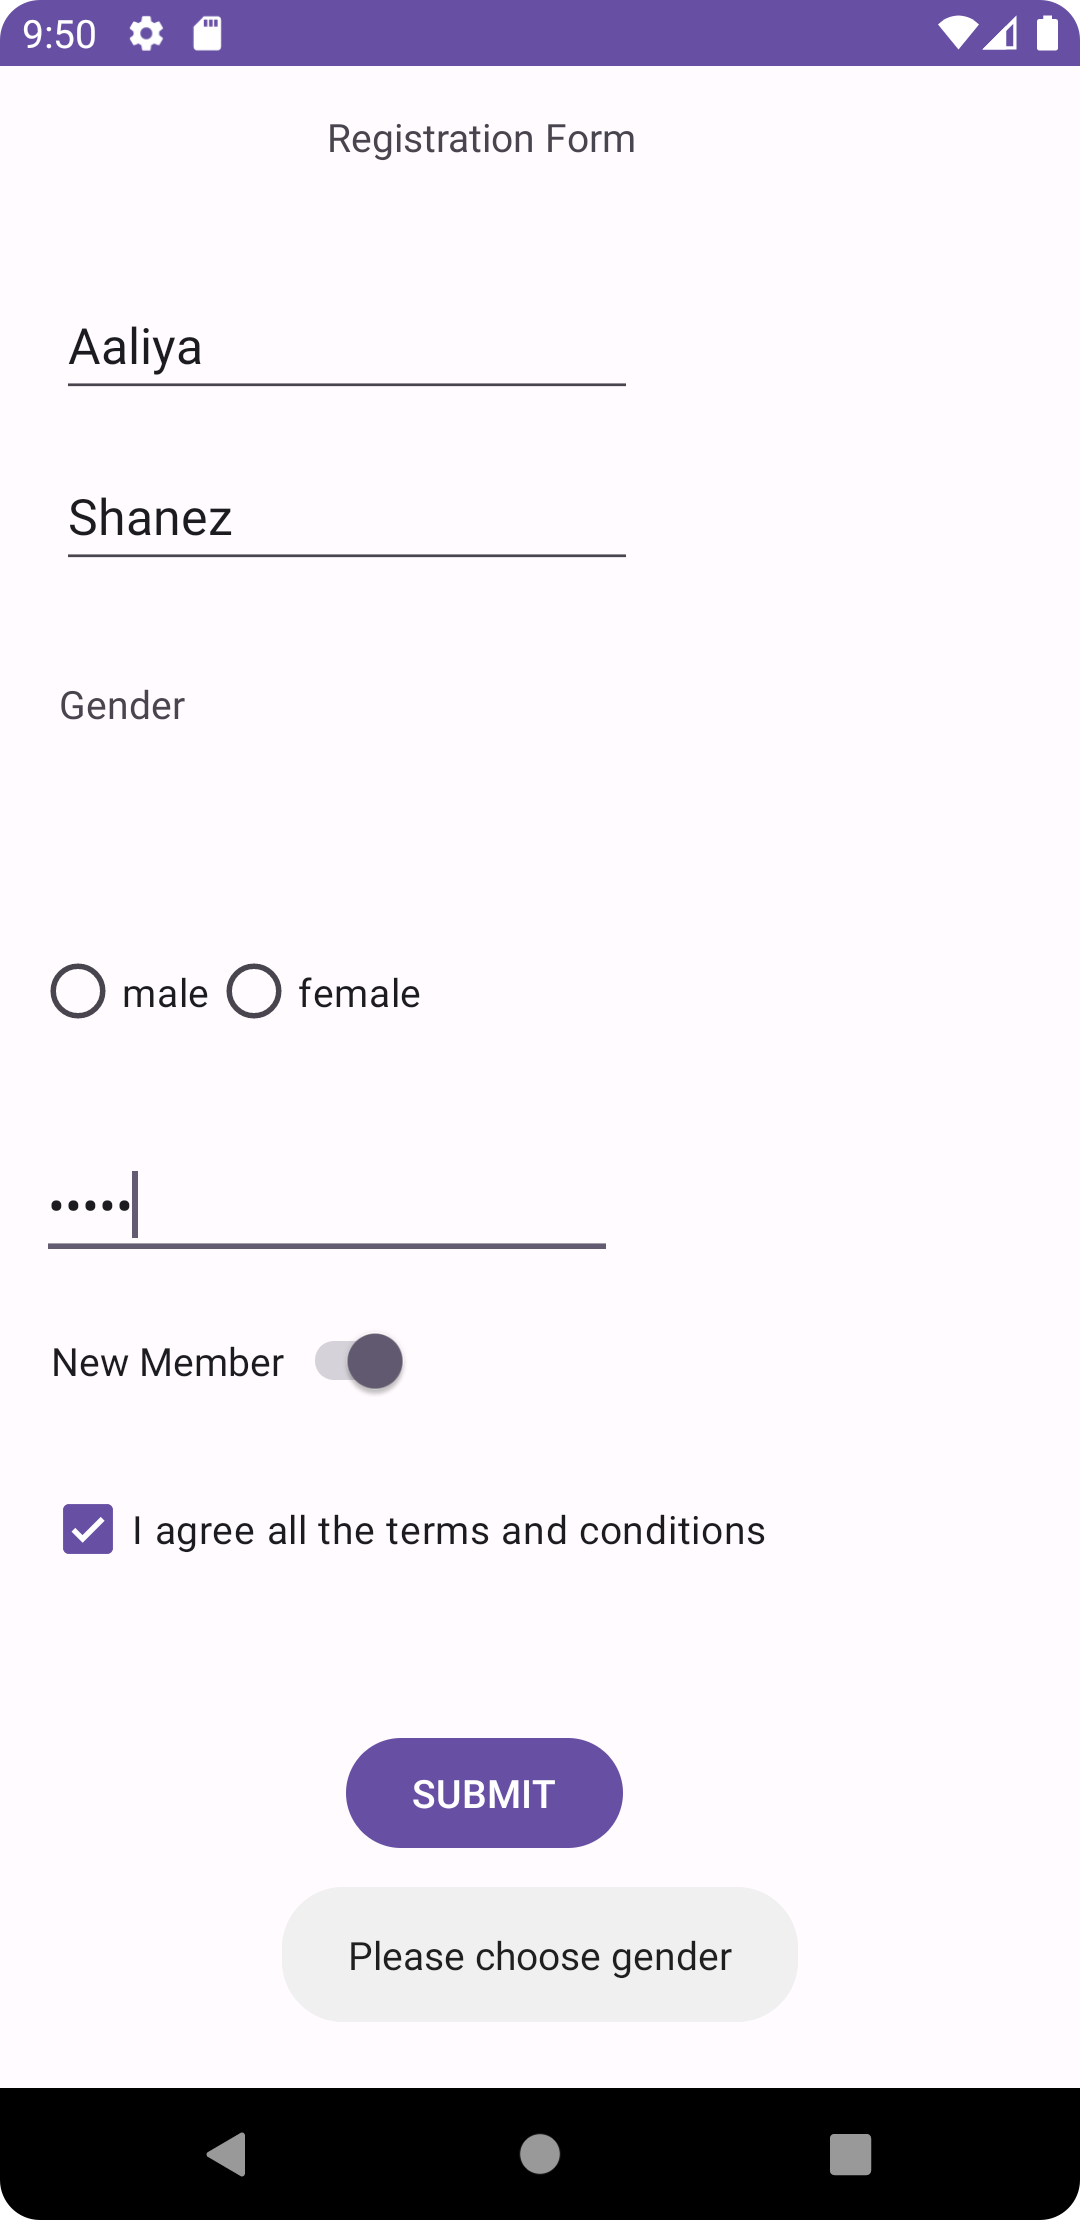 9:50
Registration Form
Aaliya
Shanez
Gender
male female
•••••
New Member
I agree all the terms and conditions
SUBMIT
Please choose gender